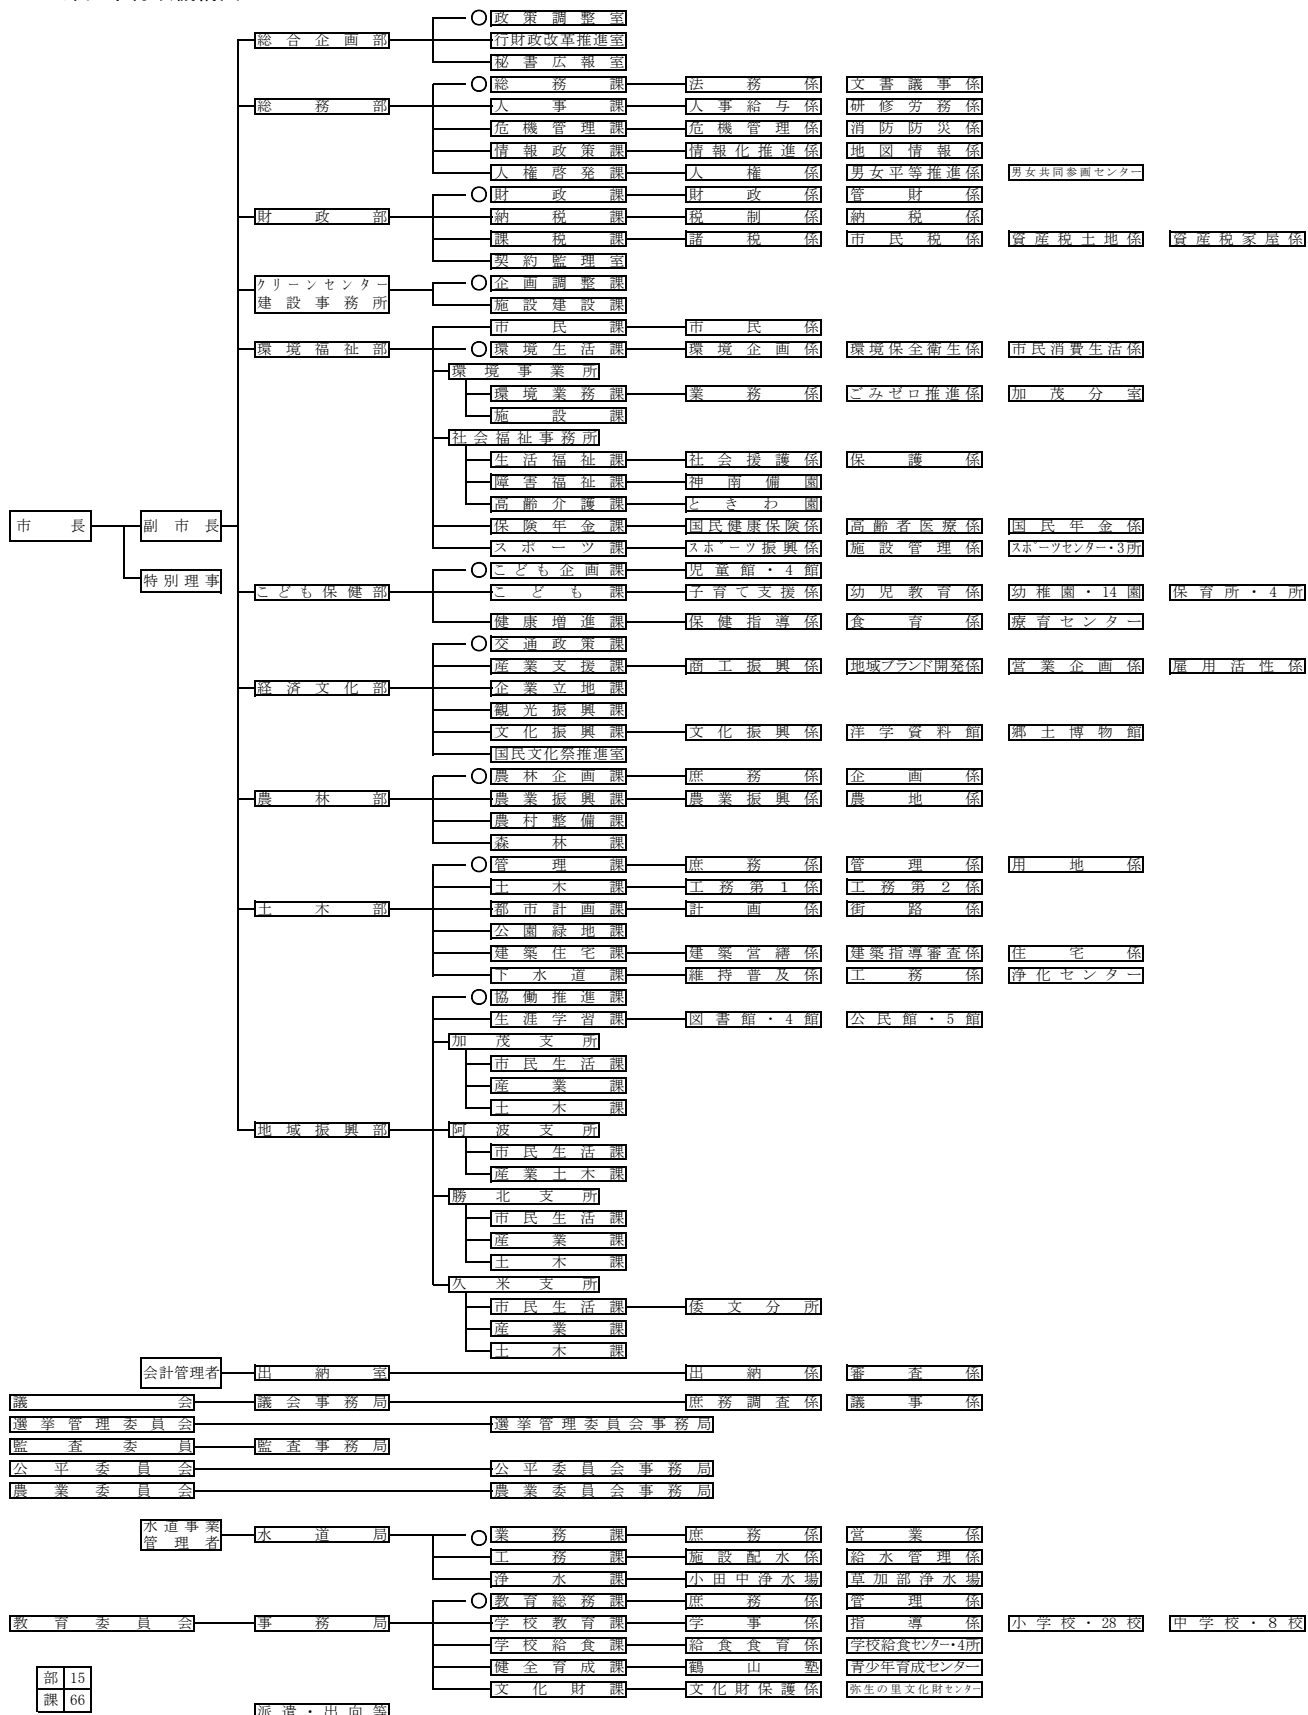 ○ 政策調整室
総合企画部 行財政改革推進室
秘書広報室
○ 総務課 法務係 文書議事係
総務部 人事課 人事給与係 研修労務係
危機管理課 危機管理係 消防防災係
情報政策課 情報化推進係 地図情報係
人権啓発課 人権係 男女平等推進係 男女共同参画センター
○ 財政課 財政係 管財係
財政部 納税課 税制係 納税係
課税課 諸税係 市民税係 資産税土地係 資産税家屋係
契約監理室
クリーンセンター
建設事務所
○ 企画調整課
施設建設課
市民課 市民係
環境福祉部 ○ 環境生活課 環境企画係 環境保全衛生係 市民消費生活係
環境事業所
環境業務課 業務係 ごみゼロ推進係 加茂分室
施設課
社会福祉事務所
生活福祉課 社会援護係 保護係
障害福祉課 神南備園
高齢介護課 ときわ園
市長 副市長 保険年金課 国民健康保険係 高齢者医療係 国民年金係
スポーツ課 スポーツ振興係 施設管理係 スポーツセンター・3所
特別理事 ○ こども企画課 児童館・4館
こども保健部 こども課 子育て支援係 幼児教育係 幼稚園・14園 保育所・4所
健康増進課 保健指導係 食育係 療育センター
○ 交通政策課
産業支援課 商工振興係 地域ブランド開発係 営業企画係 雇用活性係
経済文化部 企業立地課
観光振興課
文化振興課 文化振興係 洋学資料館 郷土博物館
国民文化祭推進室
○ 農林企画課 庶務係 企画係
農林部 農業振興課 農業振興係 農地係
農村整備課
森林課
○ 管理課 庶務係 管理係 用地係
土木課 工務第1係 工務第2係
土木部 都市計画課 計画係 街路係
公園緑地課
建築住宅課 建築営繕係 建築指導審査係 住宅係
下水道課 維持普及係 工務係 浄化センター
○ 協働推進課
生涯学習課 図書館・4館 公民館・5館
加茂支所
市民生活課
産業課
土木課
地域振興部 阿波支所
市民生活課
産業土木課
勝北支所
市民生活課
産業課
土木課
久米支所
市民生活課 倭文分所
産業課
土木課
会計管理者 出納室 出納係 審査係
議会 議会事務局 庶務調査係 議事係
選挙管理委員会 選挙管理委員会事務局
監査委員 監査事務局
公平委員会 公平委員会事務局
農業委員会 農業委員会事務局
水道事業
管理者
水道局 ○ 業務課 庶務係 営業係
工務課 施設配水係 給水管理係
浄水課 小田中浄水場 草加部浄水場
○ 教育総務課 庶務係 管理係
教育委員会 事務局 学校教育課 学事係 指導係 小学校・28校 中学校・8校
学校給食課 給食食育係 学校給食センター・4所
健全育成課 鶴山塾 青少年育成センター
文化財課 文化財保護係 弥生の里文化財センター
部 15
課 66
派遣・出向等